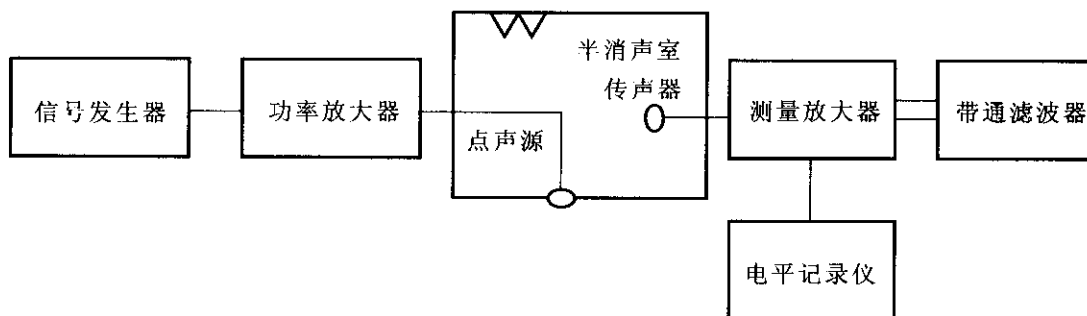 信号发生器
功率放大器
点声源
半消声室
传声器
测量放大器
带通滤波器
电平记录仪